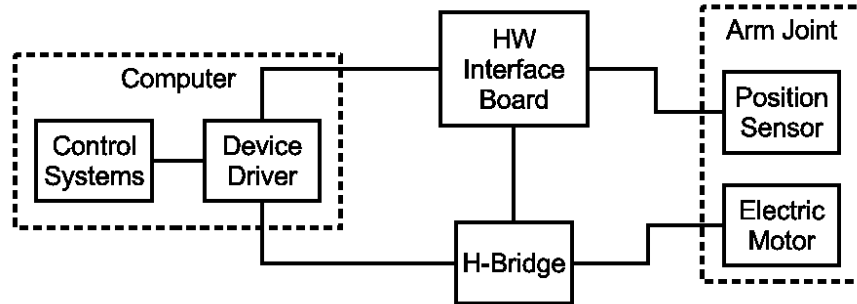 Computer
Control
Systems
Device
Driver
HW
Interface
Board
H-Bridge
Arm Joint
Position
Sensor
Electric
Motor